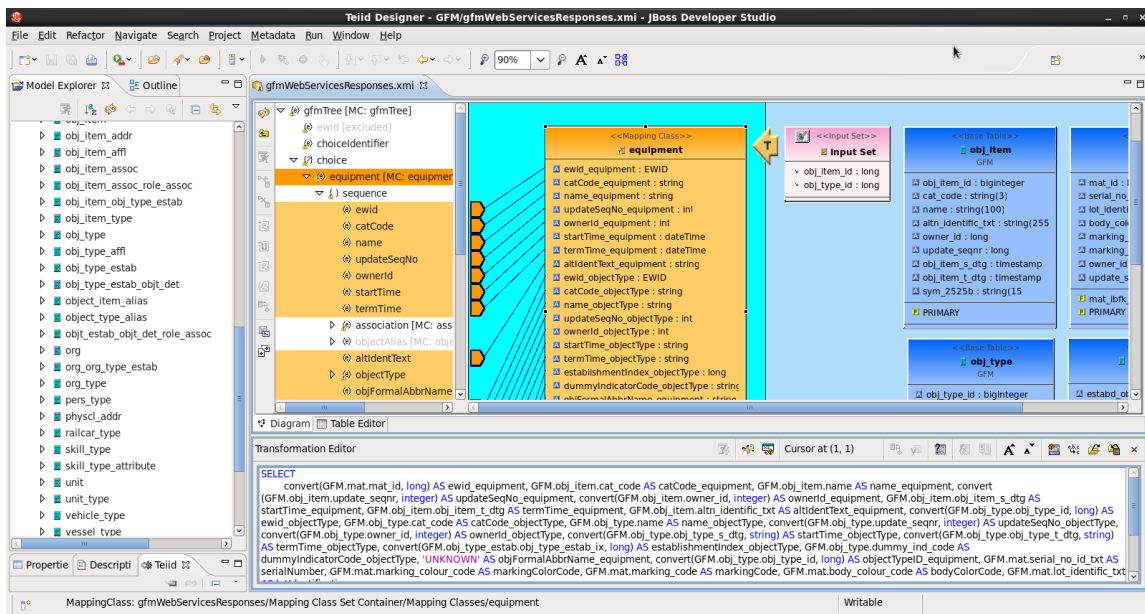 Teiid Designer - GFM/gfmWebServicesResponses.xmi - JBoss Developer Studio
File Edit Refactor Navigate Search Project Metadata Run Window Help
90%
Model Explorer
Outline
obj_item_addr
obj_item_affl
obj_item_assoc
obj_item_assoc_role_assoc
obj_item_obj_type_estab
obj_item_type
obj_type
obj_type_affl
obj_type_estab
obj_type_estab_objt_det
object_item_alias
object_type_alias
objt_estab_objt_det_role_assoc
org
org_org_type_estab
org_type
pers_type
physcl_addr
railcar_type
skill_type
skill_type_attribute
unit
unit_type
vehicle_type
vessel_type
Propertie
Descripti
Teiid
gfmWebServicesResponses.xmi
gfmTree [MC: gfmTree]
ewid [excluded]
choiceIdentifier
choice
equipment [MC: equipmer
sequence
ewid
catCode
name
updateSeqNo
ownerId
startTime
termTime
association [MC: ass
objectAlias [MC: obje
altIdentText
objectType
objFormalAbbrName
<<Mapping Class>>
equipment
ewid_equipment : EWID
catCode_equipment : string
name_equipment : string
updateSeqNo_equipment : int
ownerId_equipment : int
startTime_equipment : dateTime
termTime_equipment : dateTime
altIdentText_equipment : string
ewid_objectType : EWID
catCode_objectType : string
name_objectType : string
updateSeqNo_objectType : int
ownerId_objectType : int
startTime_objectType : string
termTime_objectType : string
establishmentIndex_objectType : long
dummyIndicatorCode_objectType : string
objFormalAbbrName_equipment : string
T
<<Input Set>>
Input Set
obj_item_id : long
obj_type_id : long
<<Base Table>>
obj_item
GFM
obj_item_id : biginteger
cat_code : string(3)
name : string(100)
altn_identific_txt : string(255
owner_id : long
update_seqnr : long
obj_item_s_dtg : timestamp
obj_item_t_dtg : timestamp
sym_2525b : string(15
PRIMARY
mat_id :
serial_no_
lot_identi
body_colo
marking_
marking_
owner_id
update_s
mat_ibfk_
PRIMARY
<<Base Table>>
obj_type
GFM
obj_type_id : biginteger
estabd_ob
Diagram
Table Editor
Transformation Editor
Cursor at (1, 1)
SELECT
convert(GFM.mat.mat_id, long) AS ewid_equipment, GFM.obj_item.cat_code AS catCode_equipment, GFM.obj_item.name AS name_equipment, convert
(GFM.obj_item.update_seqnr, integer) AS updateSeqNo_equipment, convert(GFM.obj_item.owner_id, integer) AS ownerId_equipment, GFM.obj_item.obj_item_s_dtg AS
startTime_equipment, GFM.obj_item.obj_item_t_dtg AS termTime_equipment, GFM.obj_item.altn_identific_txt AS altIdentText_equipment, convert(GFM.obj_type.obj_type_id, long) AS
ewid_objectType, GFM.obj_type.cat_code AS catCode_objectType, GFM.obj_type.name AS name_objectType, convert(GFM.obj_type.update_seqnr, integer) AS updateSeqNo_objectType,
convert(GFM.obj_type.owner_id, integer) AS ownerId_objectType, convert(GFM.obj_type.obj_type_s_dtg, string) AS startTime_objectType, convert(GFM.obj_type.obj_type_t_dtg, string)
AS termTime_objectType, convert(GFM.obj_type_estab.obj_type_estab_ix, long) AS establishmentIndex_objectType, GFM.obj_type.dummy_ind_code AS
dummyIndicatorCode_objectType, 'UNKNOWN' AS objFormalAbbrName_equipment, convert(GFM.obj_type.obj_type_id, long) AS objectTypeID_equipment, GFM.mat.serial_no_id_txt AS
serialNumber, GFM.mat.marking_colour_code AS markingColorCode, GFM.mat.marking_code AS markingCode, GFM.mat.body_colour_code AS bodyColorCode, GFM.mat.lot_identific_txt
MappingClass: gfmWebServicesResponses/Mapping Class Set Container/Mapping Classes/equipment
Writable